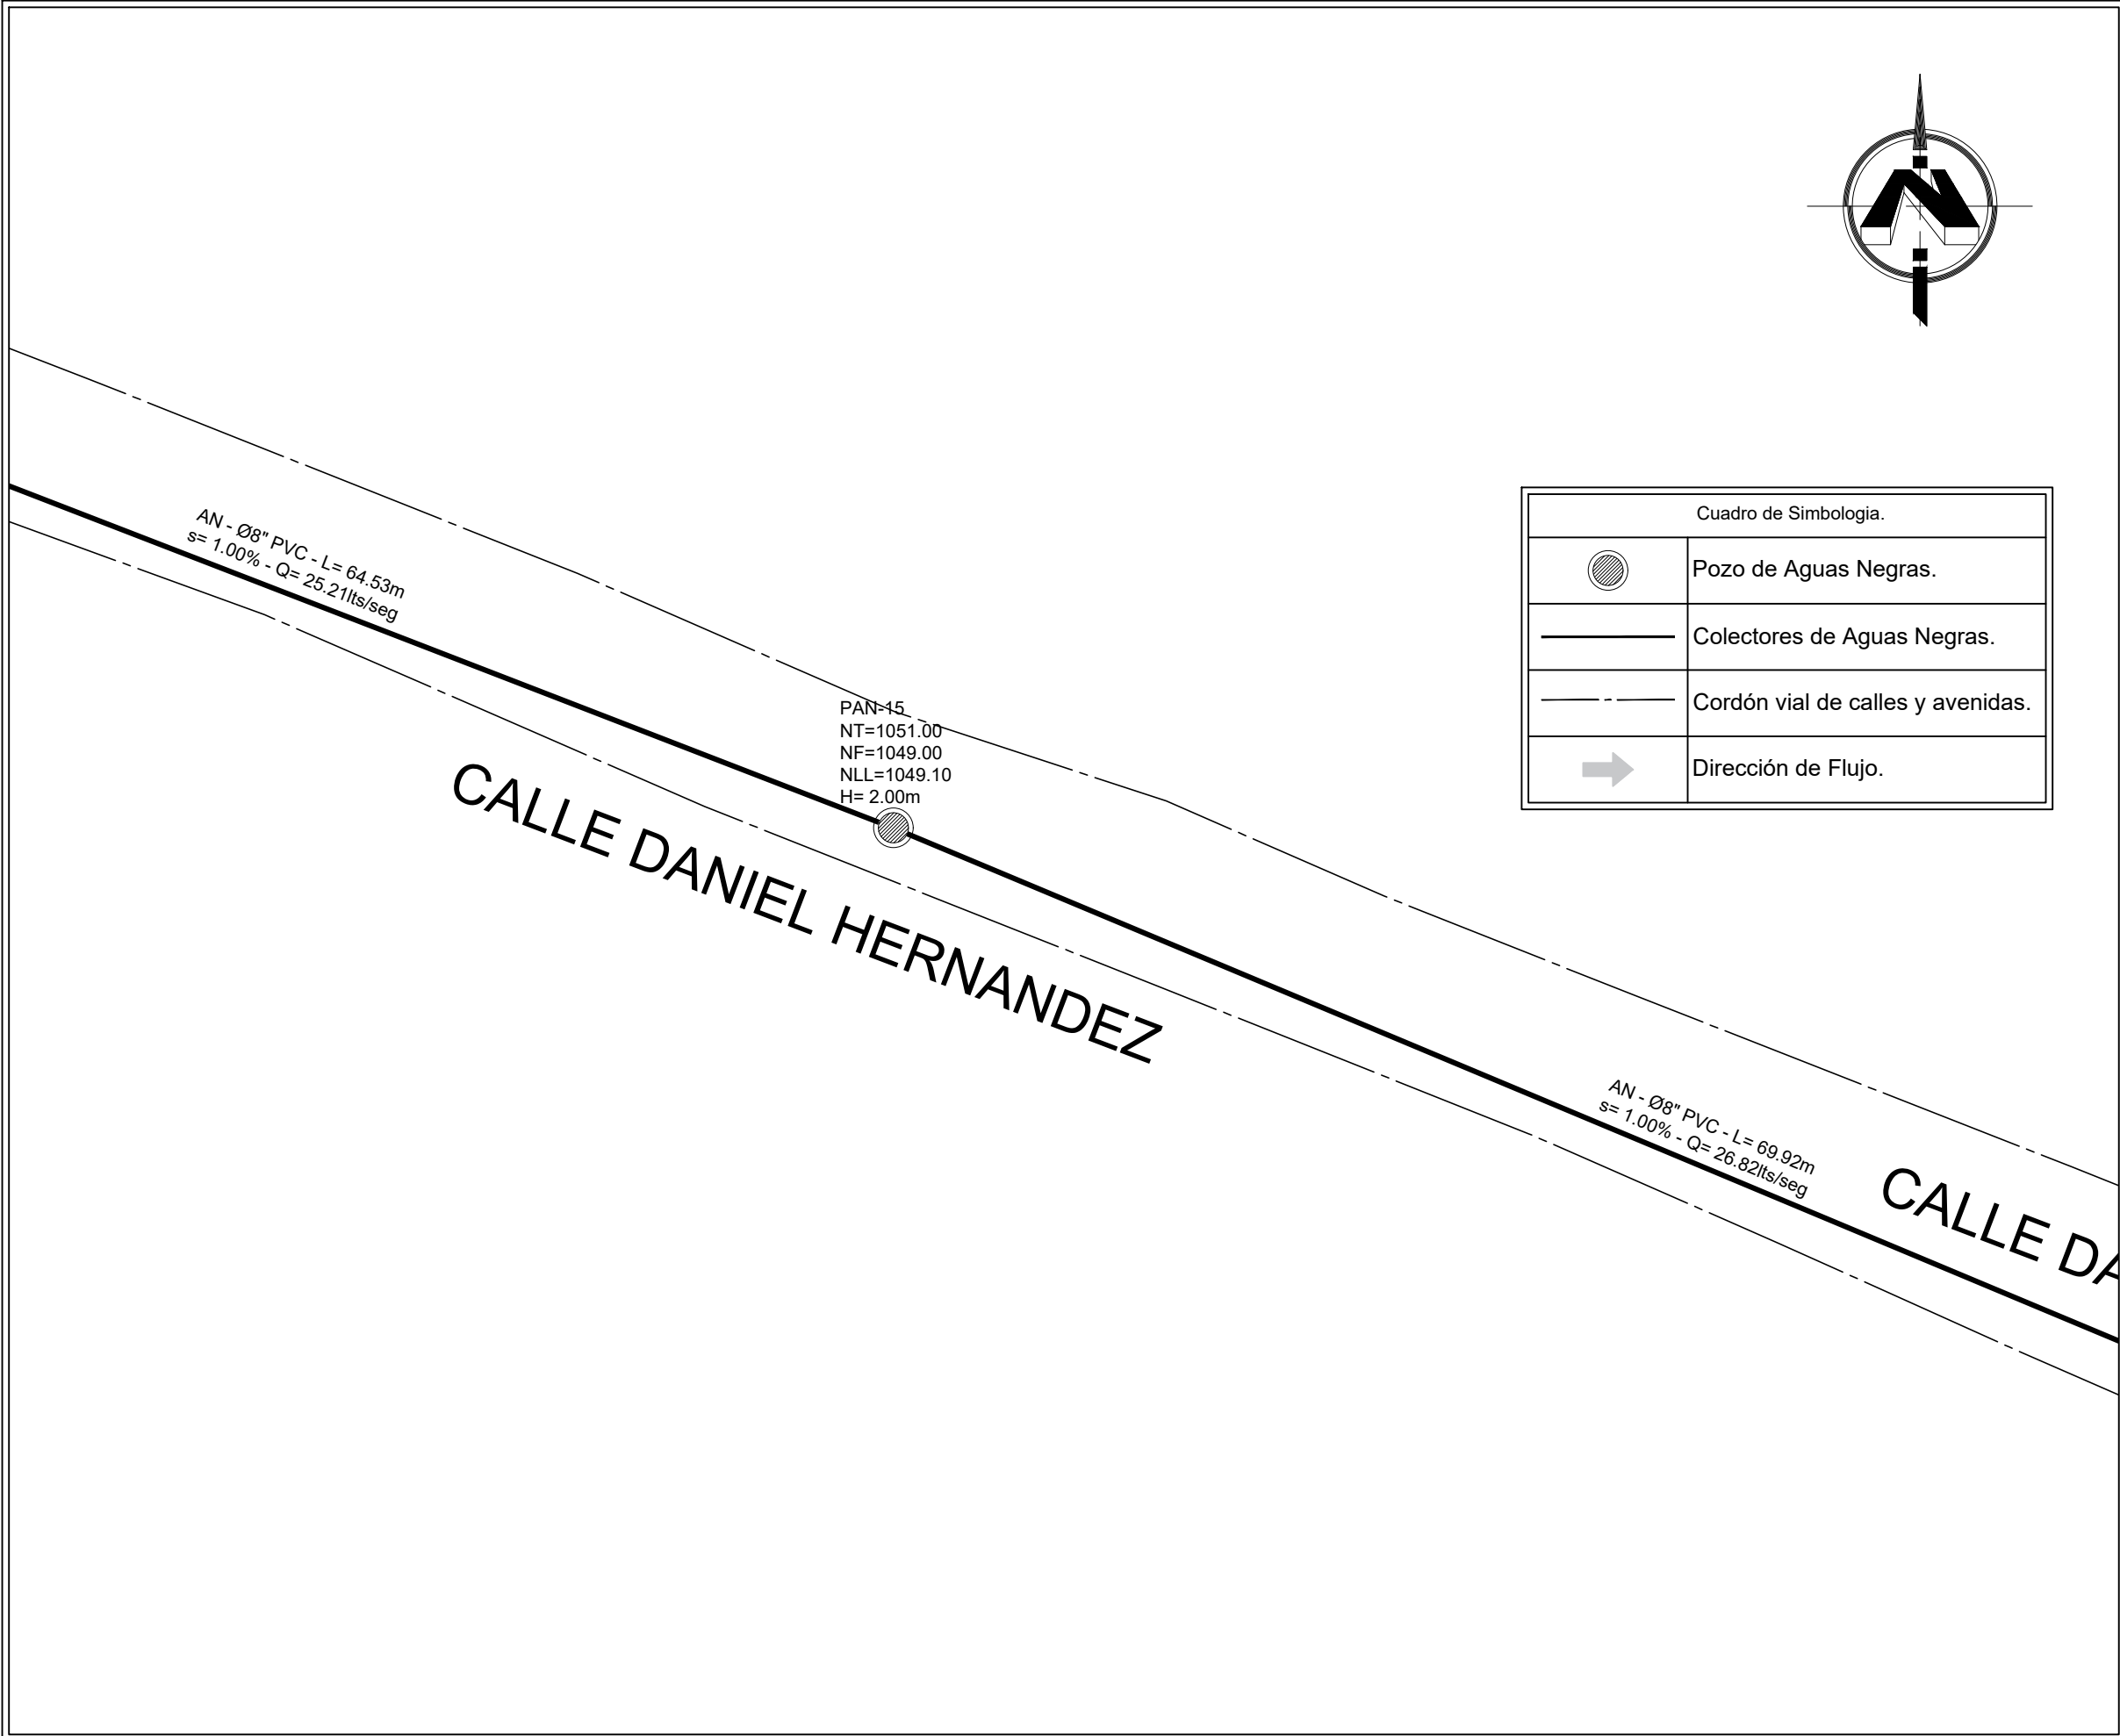 N
AN - Ø8" PVC - L= 64.53m
s= 1.00% - Q= 25.21lts/seg
Cuadro de Simbologia.
Pozo de Aguas Negras.
Colectores de Aguas Negras.
Cordón vial de calles y avenidas.
Dirección de Flujo.
PAN-15
NT=1051.00
NF=1049.00
NLL=1049.10
H= 2.00m
CALLE DANIEL HERNANDEZ
AN - Ø8" PVC - L= 69.92m
s= 1.00% - Q= 26.82lts/seg
CALLE DA